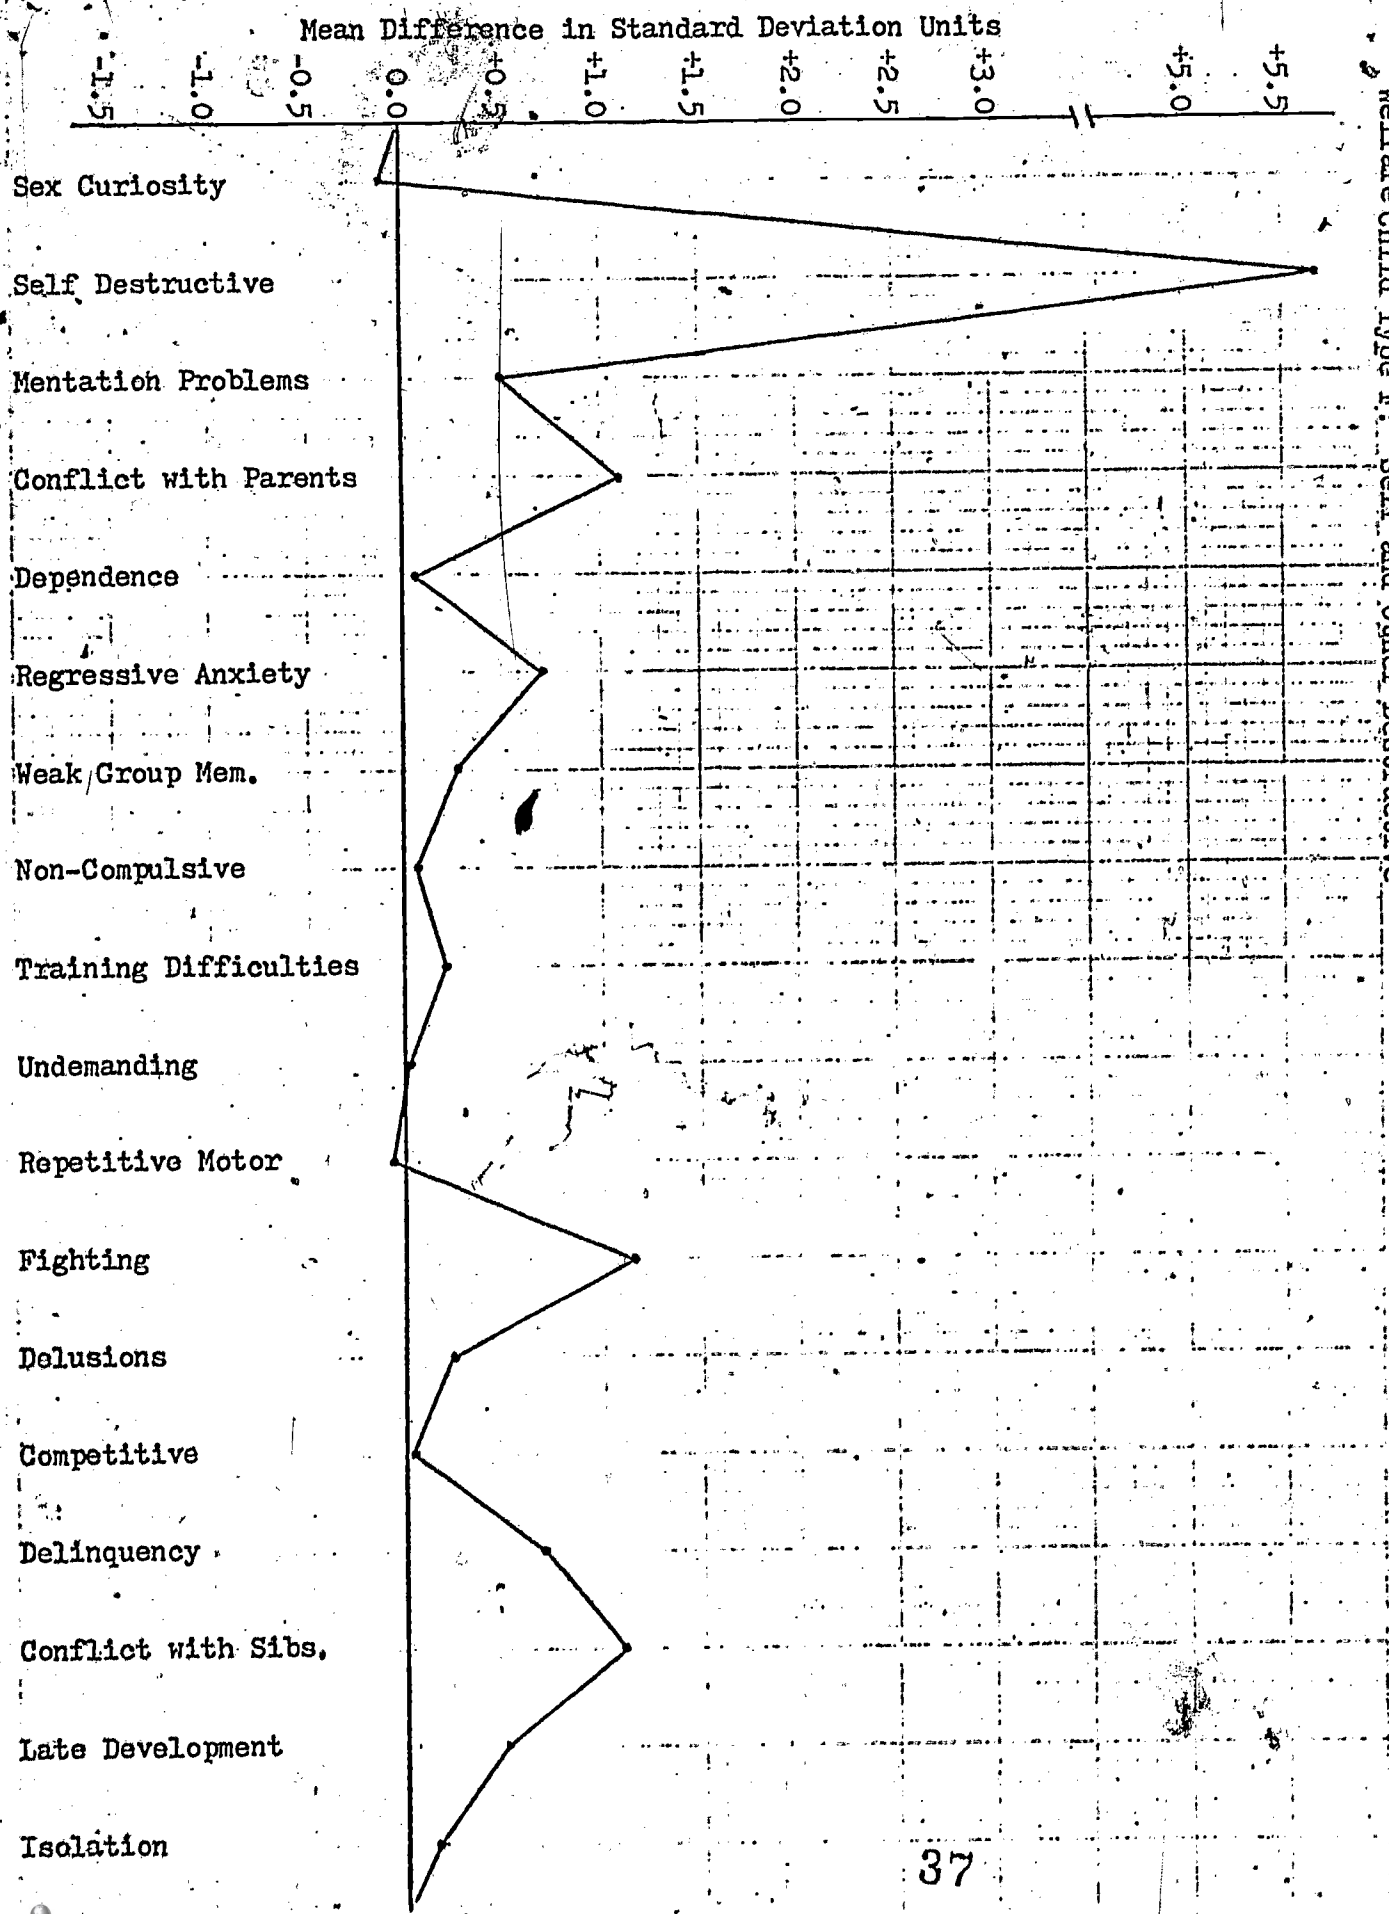 Mean Difference in Standard Deviation Units
-1.5 -1.0 -0.5 0.0 +0.5 +1.0 +1.5 +2.0 +2.5 +3.0 +5.0 +5.5
Sex Curiosity
Self Destructive
Mentation Problems
Conflict with Parents
Dependence
Regressive Anxiety
Weak Group Mem.
Non-Compulsive
Training Difficulties
Undemanding
Repetitive Motor
Fighting
Delusions
Competitive
Delinquency
Conflict with Sibs.
Late Development
Isolation
37